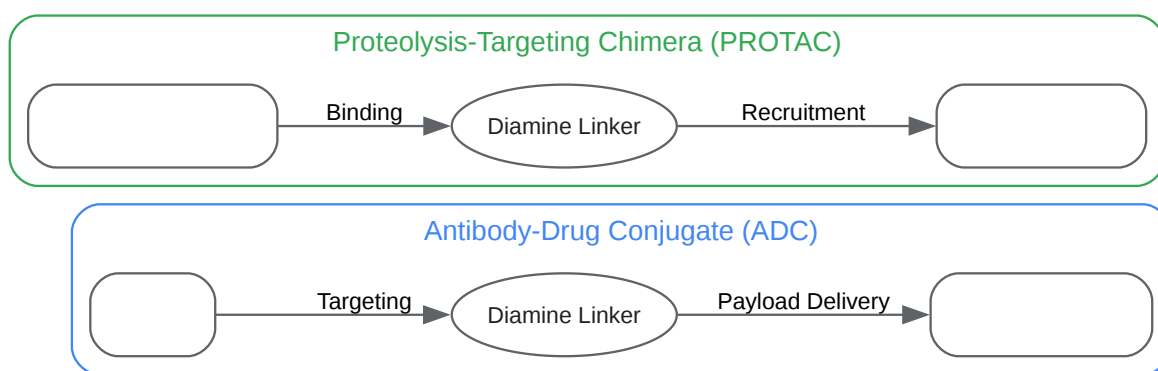 Proteolysis-Targeting Chimera (PROTAC)
Binding
Diamine Linker
Recruitment
Antibody-Drug Conjugate (ADC)
Targeting
Diamine Linker
Payload Delivery